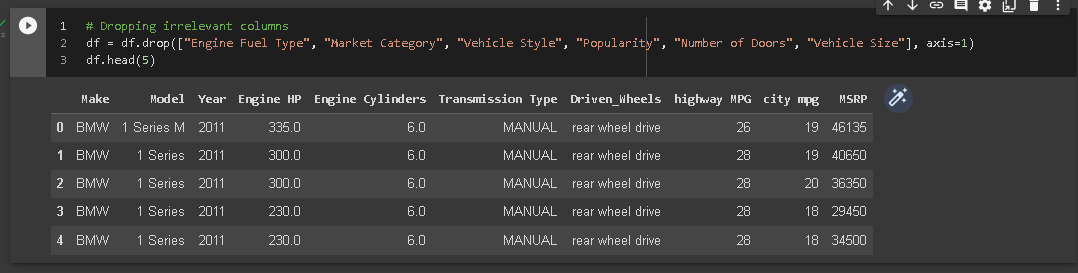 1 # Dropping irrelevant columns
2 df = df.drop(["Engine Fuel Type", "Market Category", "Vehicle Style", "Popularity", "Number of Doors", "Vehicle Size"], axis=1)
3 df.head(5)
Make Model Year Engine HP Engine Cylinders Transmission Type Driven_Wheels highway MPG city mpg MSRP
0 BMW 1 Series M 2011 335.0 6.0 MANUAL rear wheel drive 26 19 46135
1 BMW 1 Series 2011 300.0 6.0 MANUAL rear wheel drive 28 19 40650
2 BMW 1 Series 2011 300.0 6.0 MANUAL rear wheel drive 28 20 36350
3 BMW 1 Series 2011 230.0 6.0 MANUAL rear wheel drive 28 18 29450
4 BMW 1 Series 2011 230.0 6.0 MANUAL rear wheel drive 28 18 34500